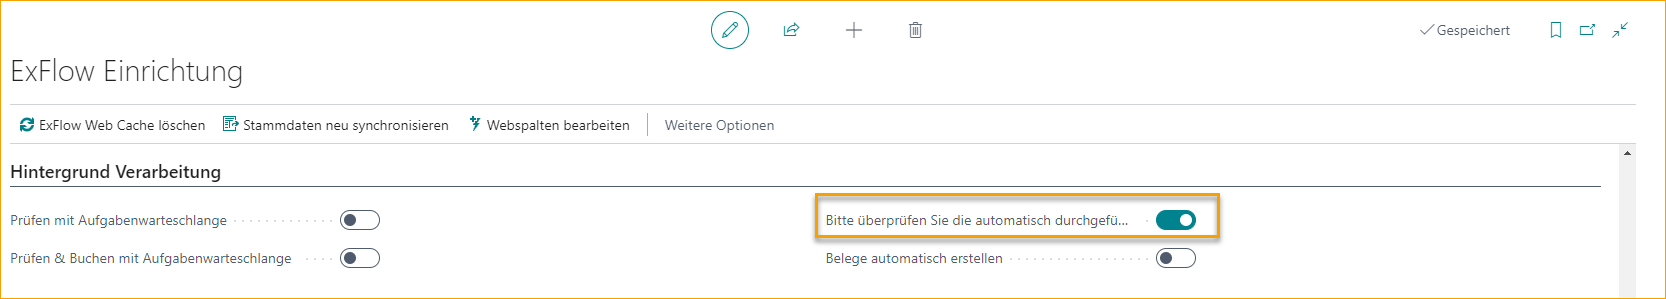 Gespeichert
ExFlow Einrichtung
ExFlow Web Cache löschen Stammdaten neu synchronisieren Webspalten bearbeiten Weitere Optionen
Hintergrund Verarbeitung
Prüfen mit Aufgabenwarteschlange Bitte überprüfen Sie die automatisch durchgefü...
Prüfen & Buchen mit Aufgabenwarteschlange Belege automatisch erstellen